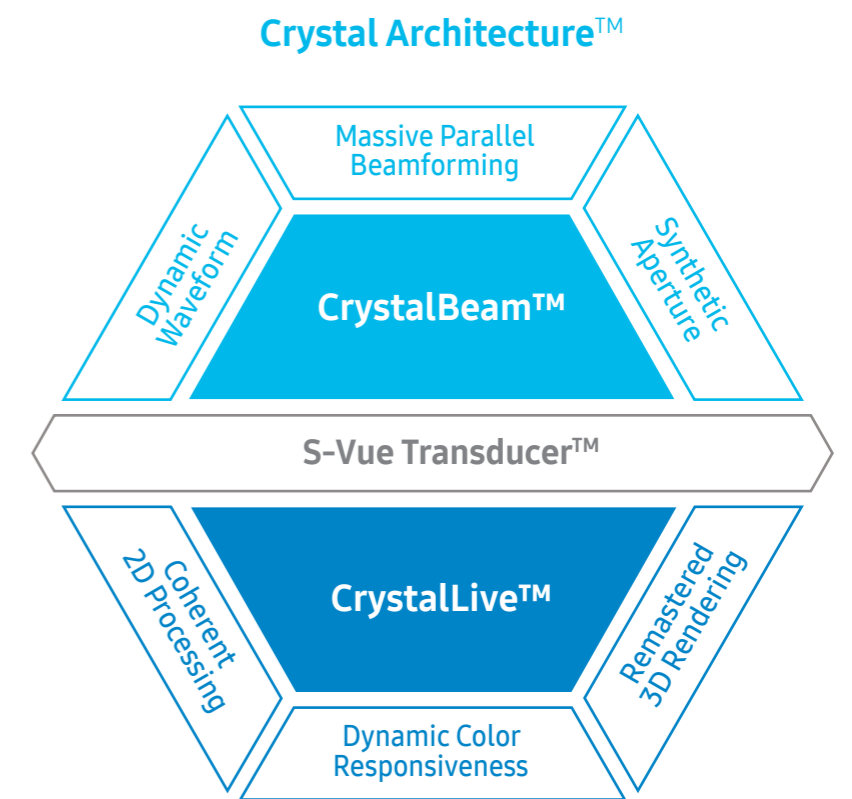 Crystal Architecture™
Massive Parallel
Beamforming
Dynamic
Waveform
Synthetic
Aperture
CrystalBeam™
S-Vue Transducer™
CrystalLive™
Coherent
2D Processing
Remastered
3D Rendering
Dynamic Color
Responsiveness